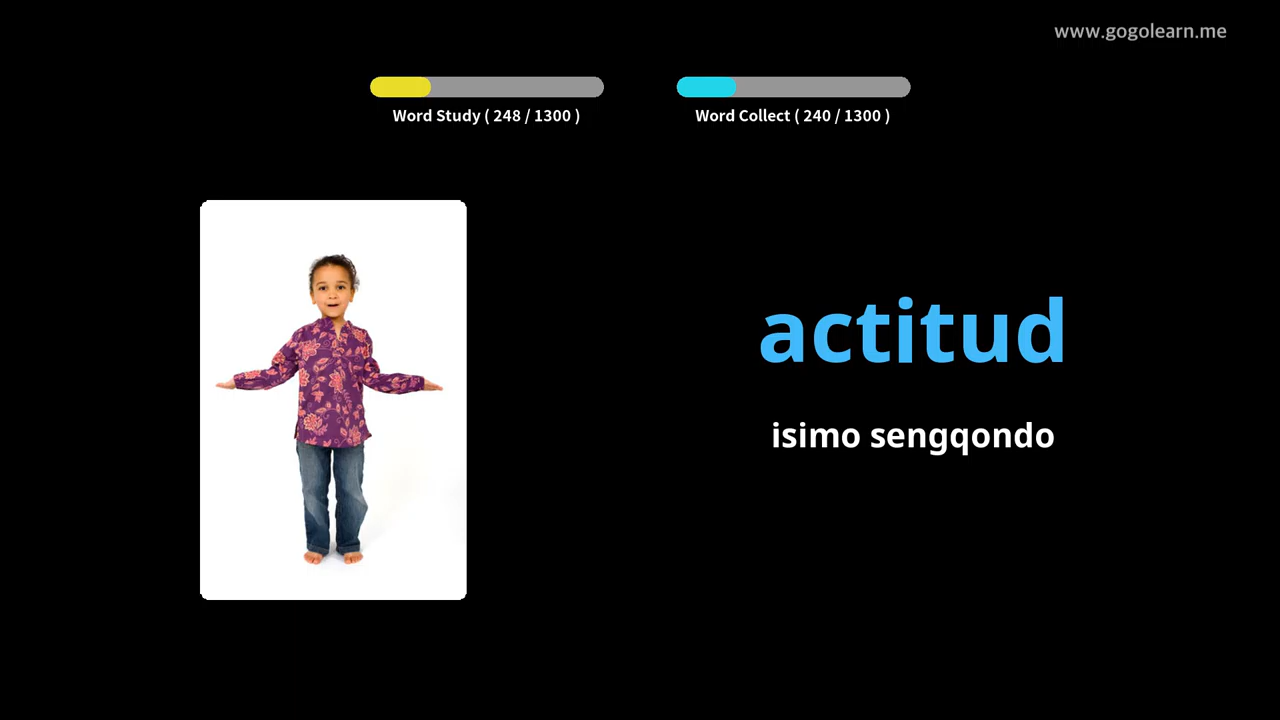 www.gogolearn.me
Word Study ( 248 / 1300 )
Word Collect ( 240 / 1300 )
actitud
isimo sengqondo